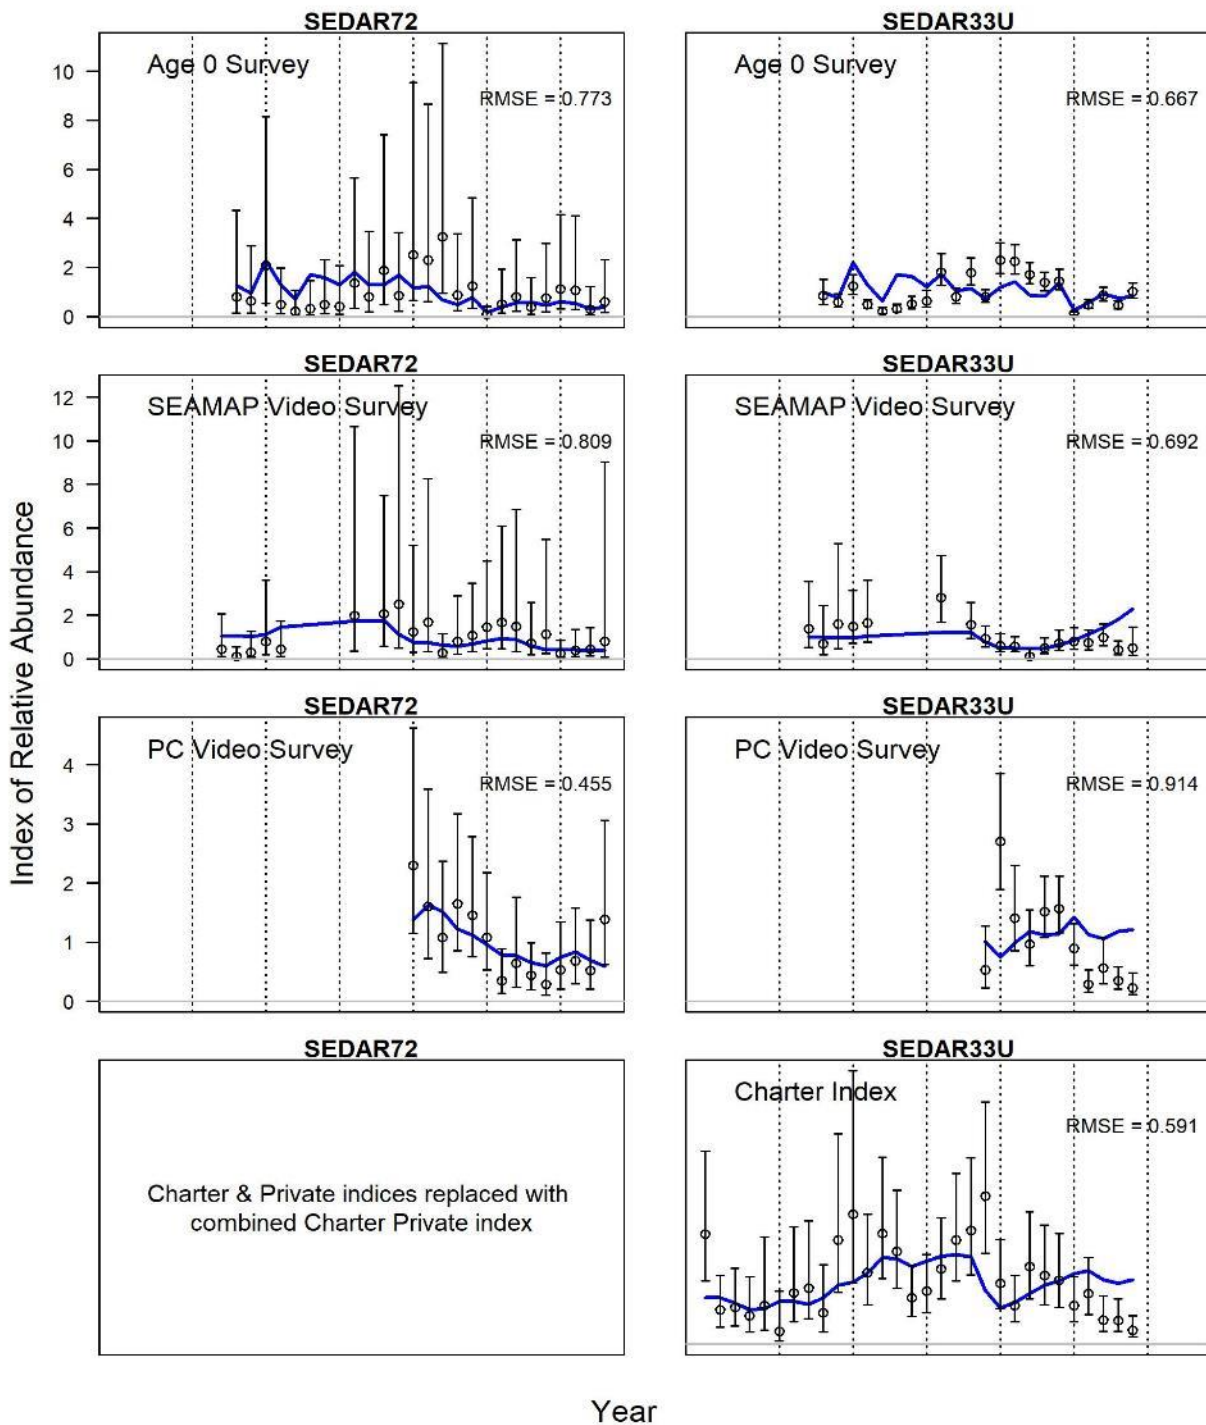 SEDAR72
SEDAR33U
Age 0 Survey
Age 0 Survey
RMSE = 0.773
RMSE = 0.667
10
8
6
4
2
0
SEDAR72
SEDAR33U
SEAMAP Video Survey
SEAMAP Video Survey
RMSE = 0.809
RMSE = 0.692
12
10
8
6
4
2
0
SEDAR72
SEDAR33U
PC Video Survey
PC Video Survey
RMSE = 0.455
RMSE = 0.914
4
3
2
1
0
SEDAR72
SEDAR33U
Charter & Private indices replaced with
combined Charter Private index
Charter Index
RMSE = 0.591
Index of Relative Abundance
Year